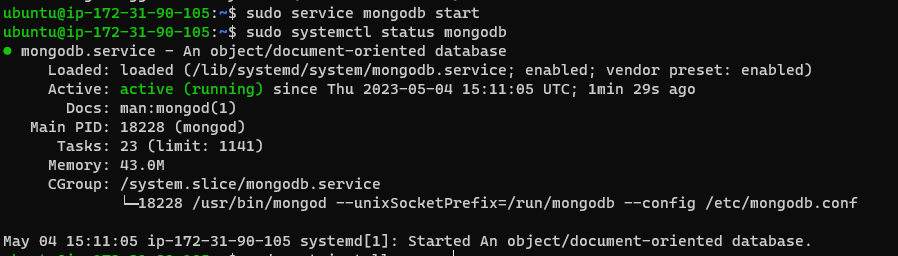 ubuntu@ip-172-31-90-105:~$ sudo service mongodb start
ubuntu@ip-172-31-90-105:~$ sudo systemctl status mongodb
● mongodb.service - An object/document-oriented database
     Loaded: loaded (/lib/systemd/system/mongodb.service; enabled; vendor preset: enabled)
     Active: active (running) since Thu 2023-05-04 15:11:05 UTC; 1min 29s ago
       Docs: man:mongod(1)
   Main PID: 18228 (mongod)
      Tasks: 23 (limit: 1141)
     Memory: 43.0M
     CGroup: /system.slice/mongodb.service
             └─18228 /usr/bin/mongod --unixSocketPrefix=/run/mongodb --config /etc/mongodb.conf
May 04 15:11:05 ip-172-31-90-105 systemd[1]: Started An object/document-oriented database.